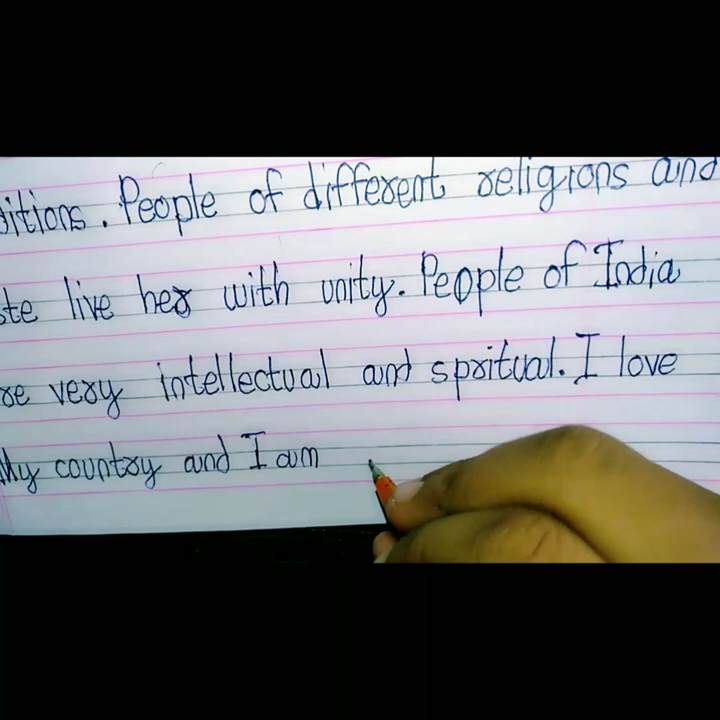 ditions. People of different religions and
ste live her with unity. People of India
re very intellectual and spritual. I love
My country and I am